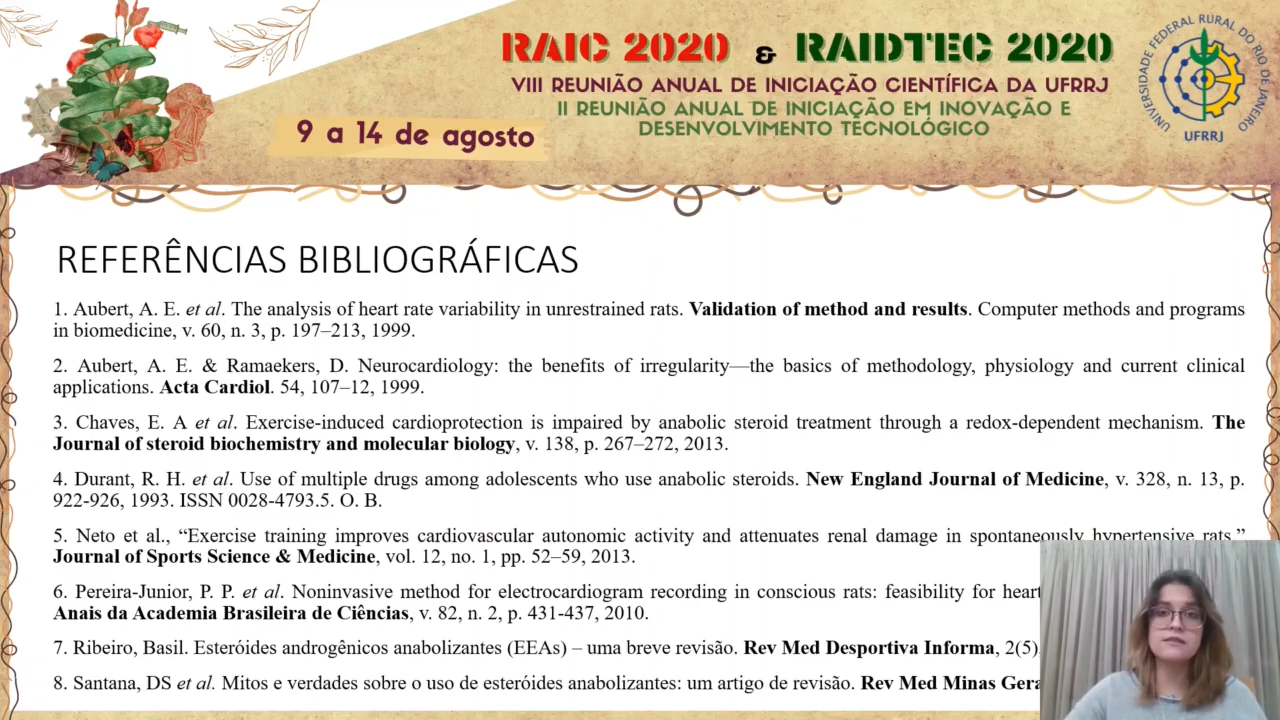 RAIC 2020 & RAIDTEC 2020
VIII REUNIÃO ANUAL DE INICIAÇÃO CIENTÍFICA DA UFRRJ
II REUNIÃO ANUAL DE INICIAÇÃO EM INOVAÇÃO E
DESENVOLVIMENTO TECNOLÓGICO
9 a 14 de agosto
UNIVERSIDADE FEDERAL RURAL DO RIO DE JANEIRO
UFRRJ
REFERÊNCIAS BIBLIOGRÁFICAS
1. Aubert, A. E. et al. The analysis of heart rate variability in unrestrained rats. Validation of method and results. Computer methods and programs
in biomedicine, v. 60, n. 3, p. 197–213, 1999.
2. Aubert, A. E. & Ramaekers, D. Neurocardiology: the benefits of irregularity—the basics of methodology, physiology and current clinical
applications. Acta Cardiol. 54, 107–12, 1999.
3. Chaves, E. A et al. Exercise-induced cardioprotection is impaired by anabolic steroid treatment through a redox-dependent mechanism. The
Journal of steroid biochemistry and molecular biology, v. 138, p. 267–272, 2013.
4. Durant, R. H. et al. Use of multiple drugs among adolescents who use anabolic steroids. New England Journal of Medicine, v. 328, n. 13, p.
922-926, 1993. ISSN 0028-4793.5. O. B.
5. Neto et al., “Exercise training improves cardiovascular autonomic activity and attenuates renal damage in spontaneously hypertensive rats.”
Journal of Sports Science & Medicine, vol. 12, no. 1, pp. 52–59, 2013.
6. Pereira-Junior, P. P. et al. Noninvasive method for electrocardiogram recording in conscious rats: feasibility for heart
Anais da Academia Brasileira de Ciências, v. 82, n. 2, p. 431-437, 2010.
7. Ribeiro, Basil. Esteróides androgênicos anabolizantes (EEAs) – uma breve revisão. Rev Med Desportiva Informa, 2(5)
8. Santana, DS et al. Mitos e verdades sobre o uso de esteróides anabolizantes: um artigo de revisão. Rev Med Minas